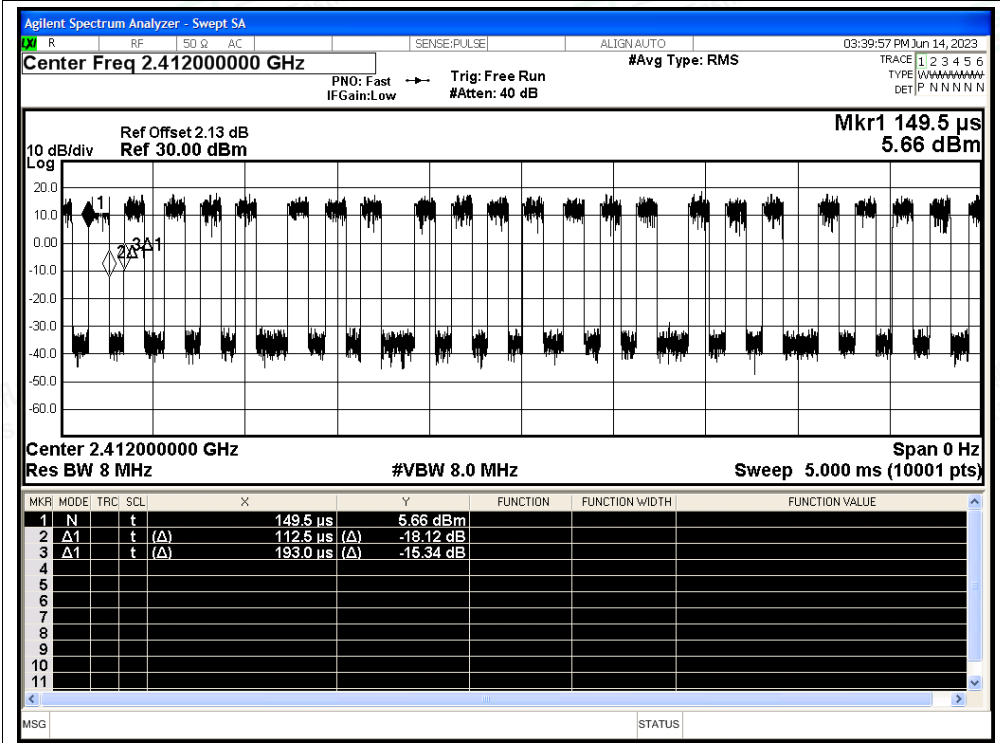 Agilent Spectrum Analyzer - Swept SA
LXI R RF 50 Ω AC SENSE:PULSE ALIGN AUTO 03:39:57 PM Jun 14, 2023
Center Freq 2.412000000 GHz #Avg Type: RMS TRACE 1 2 3 4 5 6
PNO: Fast Trig: Free Run TYPE WWWWWW
IFGain:Low #Atten: 40 dB DET P N N N N N
Mkr1 149.5 µs
Ref Offset 2.13 dB
10 dB/div Ref 30.00 dBm 5.66 dBm
Log
20.0
10.0
0.00
-10.0
-20.0
-30.0
-40.0
-50.0
-60.0
1
2Δ1 3Δ1
Center 2.412000000 GHz Span 0 Hz
Res BW 8 MHz #VBW 8.0 MHz Sweep 5.000 ms (10001 pts)
MKR MODE TRC SCL X Y FUNCTION FUNCTION WIDTH FUNCTION VALUE
1 N t 149.5 µs 5.66 dBm
2 Δ1 t (Δ) 112.5 µs (Δ) -18.12 dB
3 Δ1 t (Δ) 193.0 µs (Δ) -15.34 dB
4
5
6
7
8
9
10
11
MSG STATUS